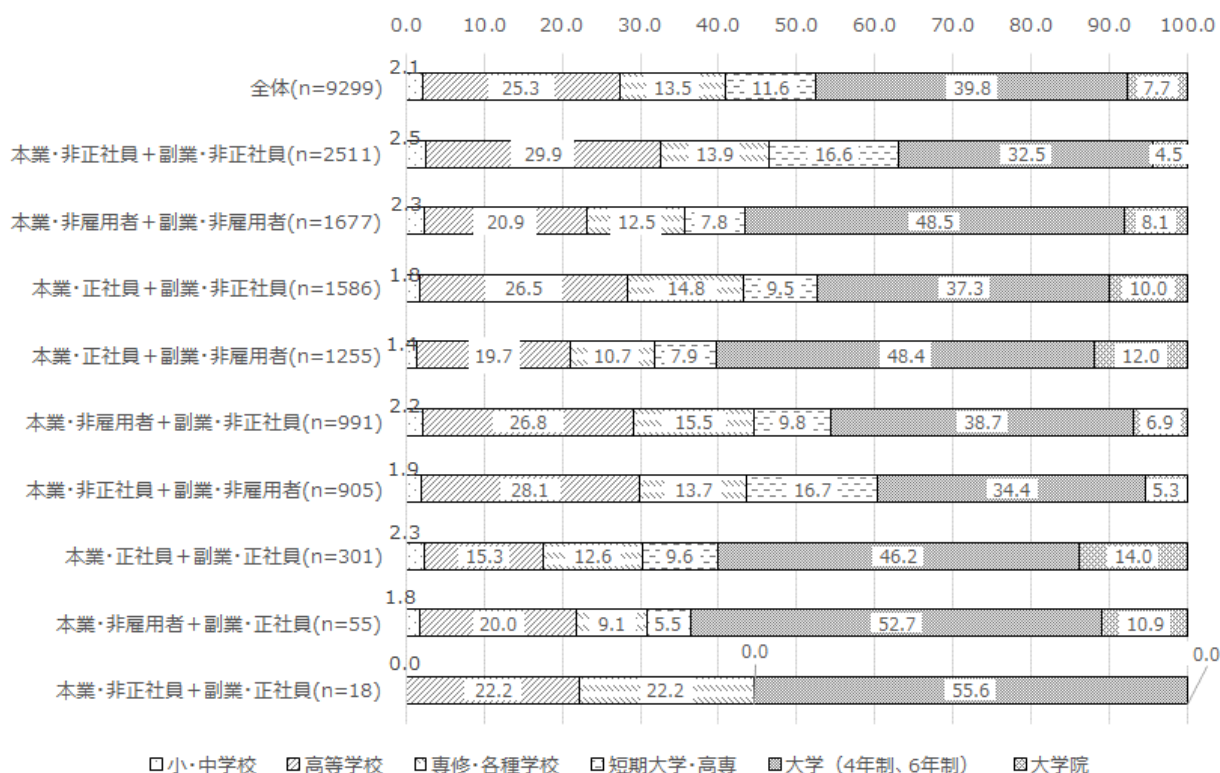 0.0 10.0 20.0 30.0 40.0 50.0 60.0 70.0 80.0 90.0 100.0
全体(n=9299) 2.1 25.3 13.5 11.6 39.8 7.7
本業・非正社員＋副業・非正社員(n=2511) 2.5 29.9 13.9 16.6 32.5 4.5
本業・非雇用者＋副業・非雇用者(n=1677) 2.3 20.9 12.5 7.8 48.5 8.1
本業・正社員＋副業・非正社員(n=1586) 1.8 26.5 14.8 9.5 37.3 10.0
本業・正社員＋副業・非雇用者(n=1255) 1.4 19.7 10.7 7.9 48.4 12.0
本業・非雇用者＋副業・非正社員(n=991) 2.2 26.8 15.5 9.8 38.7 6.9
本業・非正社員＋副業・非雇用者(n=905) 1.9 28.1 13.7 16.7 34.4 5.3
本業・正社員＋副業・正社員(n=301) 2.3 15.3 12.6 9.6 46.2 14.0
本業・非雇用者＋副業・正社員(n=55) 1.8 20.0 9.1 5.5 52.7 10.9
本業・非正社員＋副業・正社員(n=18) 0.0 22.2 22.2 0.0 55.6 0.0
小・中学校 高等学校 専修・各種学校 短期大学・高専 大学（4年制、6年制） 大学院